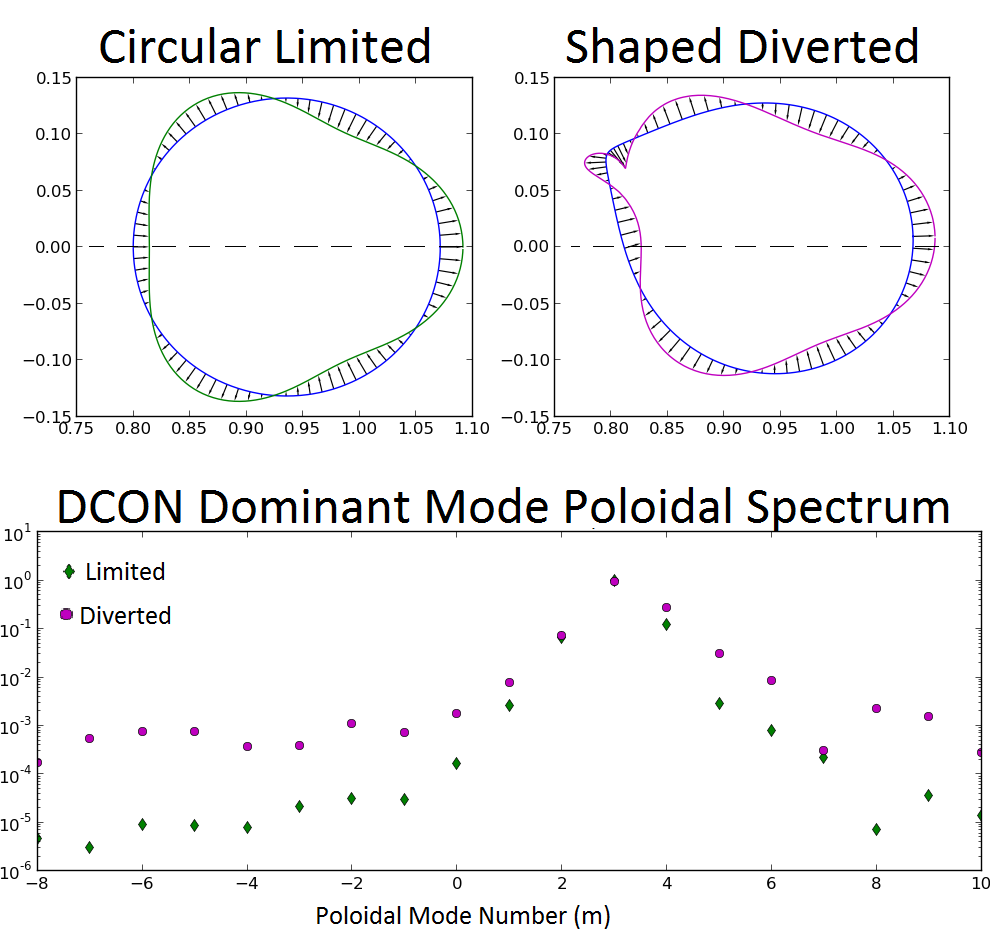 Circular Limited
Shaped Diverted
0.15
0.10
0.05
0.00
−0.05
−0.10
−0.15
0.75 0.80 0.85 0.90 0.95 1.00 1.05 1.10
0.15
0.10
0.05
0.00
−0.05
−0.10
−0.15
0.75 0.80 0.85 0.90 0.95 1.00 1.05 1.10
DCON Dominant Mode Poloidal Spectrum
10^1
10^0
10^-1
10^-2
10^-3
10^-4
10^-5
10^-6
Limited
Diverted
−8 −6 −4 −2 0 2 4 6 8 10
Poloidal Mode Number (m)